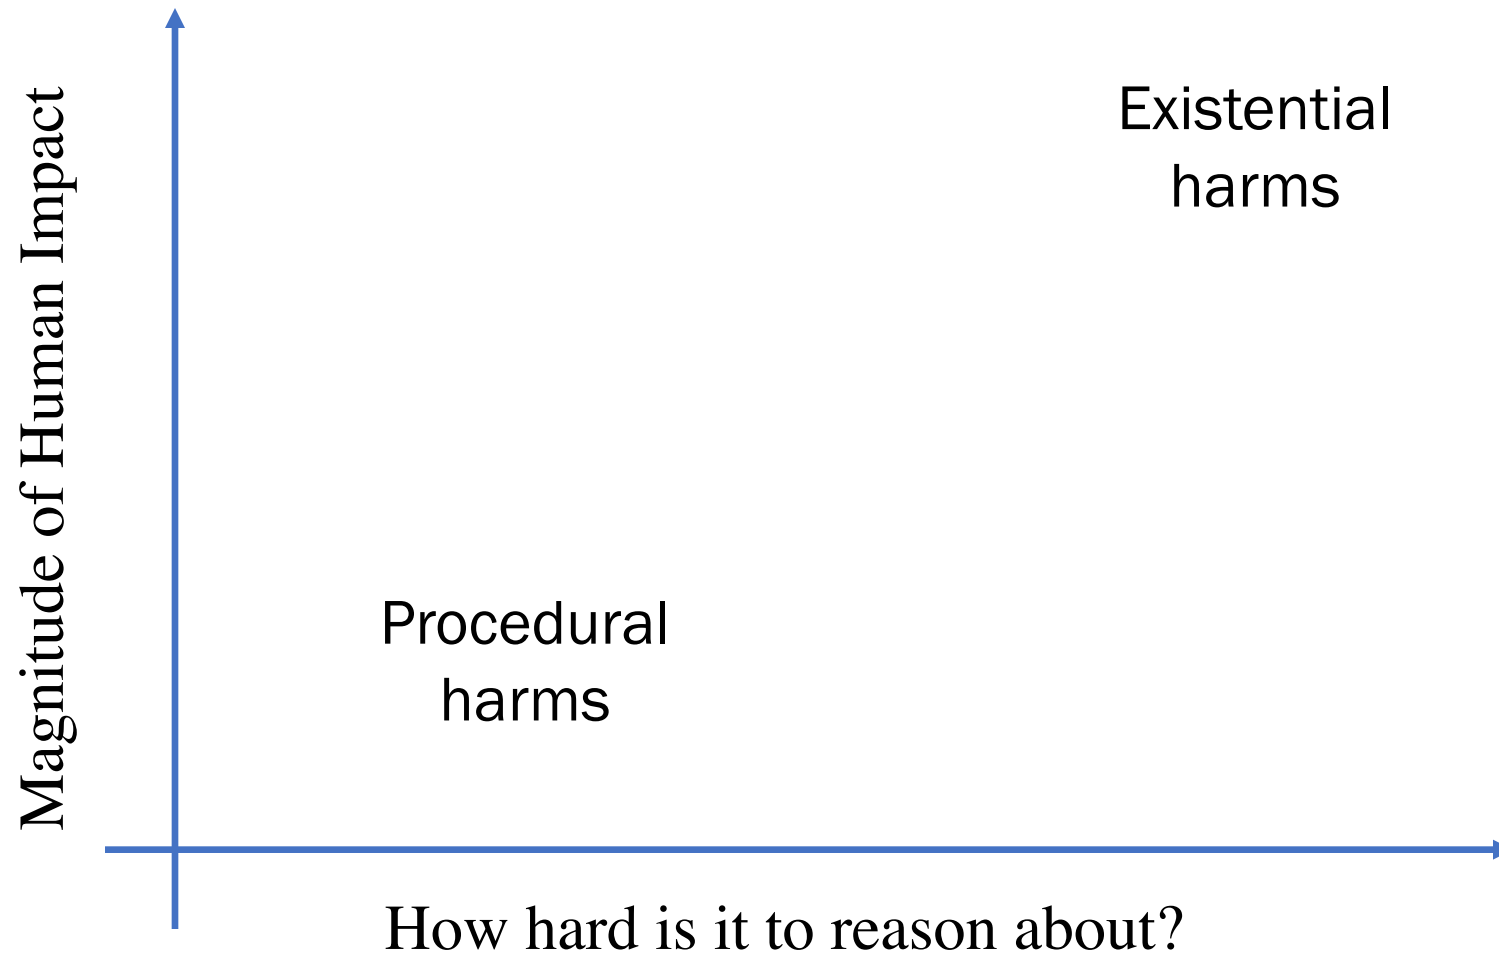 Magnitude of Human Impact
Existential
harms
Procedural
harms
How hard is it to reason about?